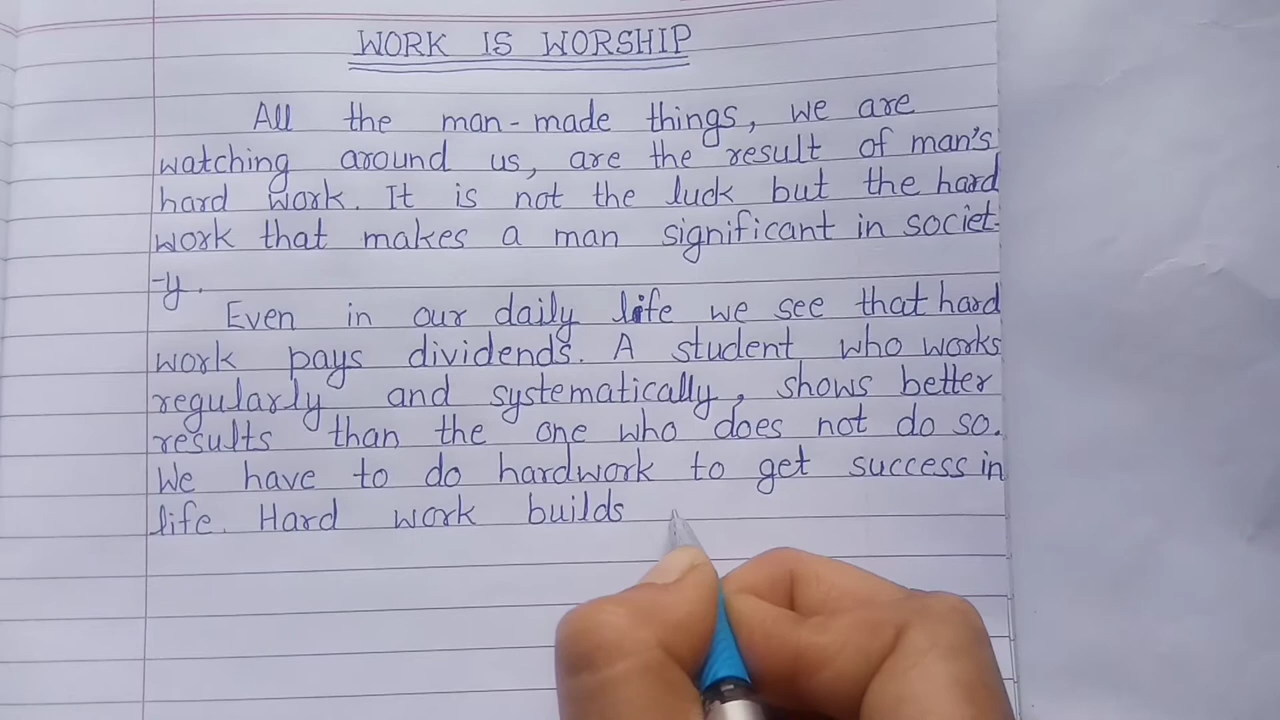 WORK IS WORSHIP
All the man-made things, we are
watching around us, are the result of man's
hard work. It is not the luck but the hard
work that makes a man significant in societ-
-y.
Even in our daily life we see that hard
work pays dividends. A student who works
regularly and systematically, shows better
results than the one who does not do so.
We have to do hardwork to get success in
life. Hard work builds